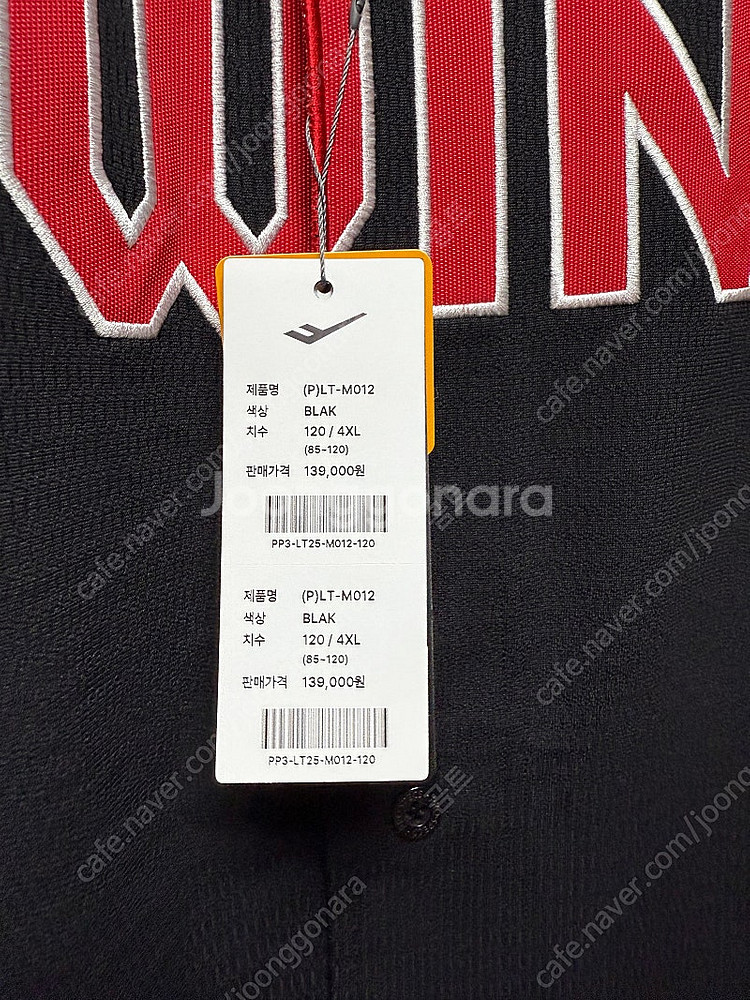 WIN
제품명 (P)LT-M012
색상 BLAK
치수 120 / 4XL
(85-120)
판매가격 139,000원
PP3-LT25-M012-120
Joonggonara
제품명 (P)LT-M012
색상 BLAK
치수 120 / 4XL
(85-120)
판매가격 139,000원
PP3-LT25-M012-120
cafe.naver.com/joonggonara